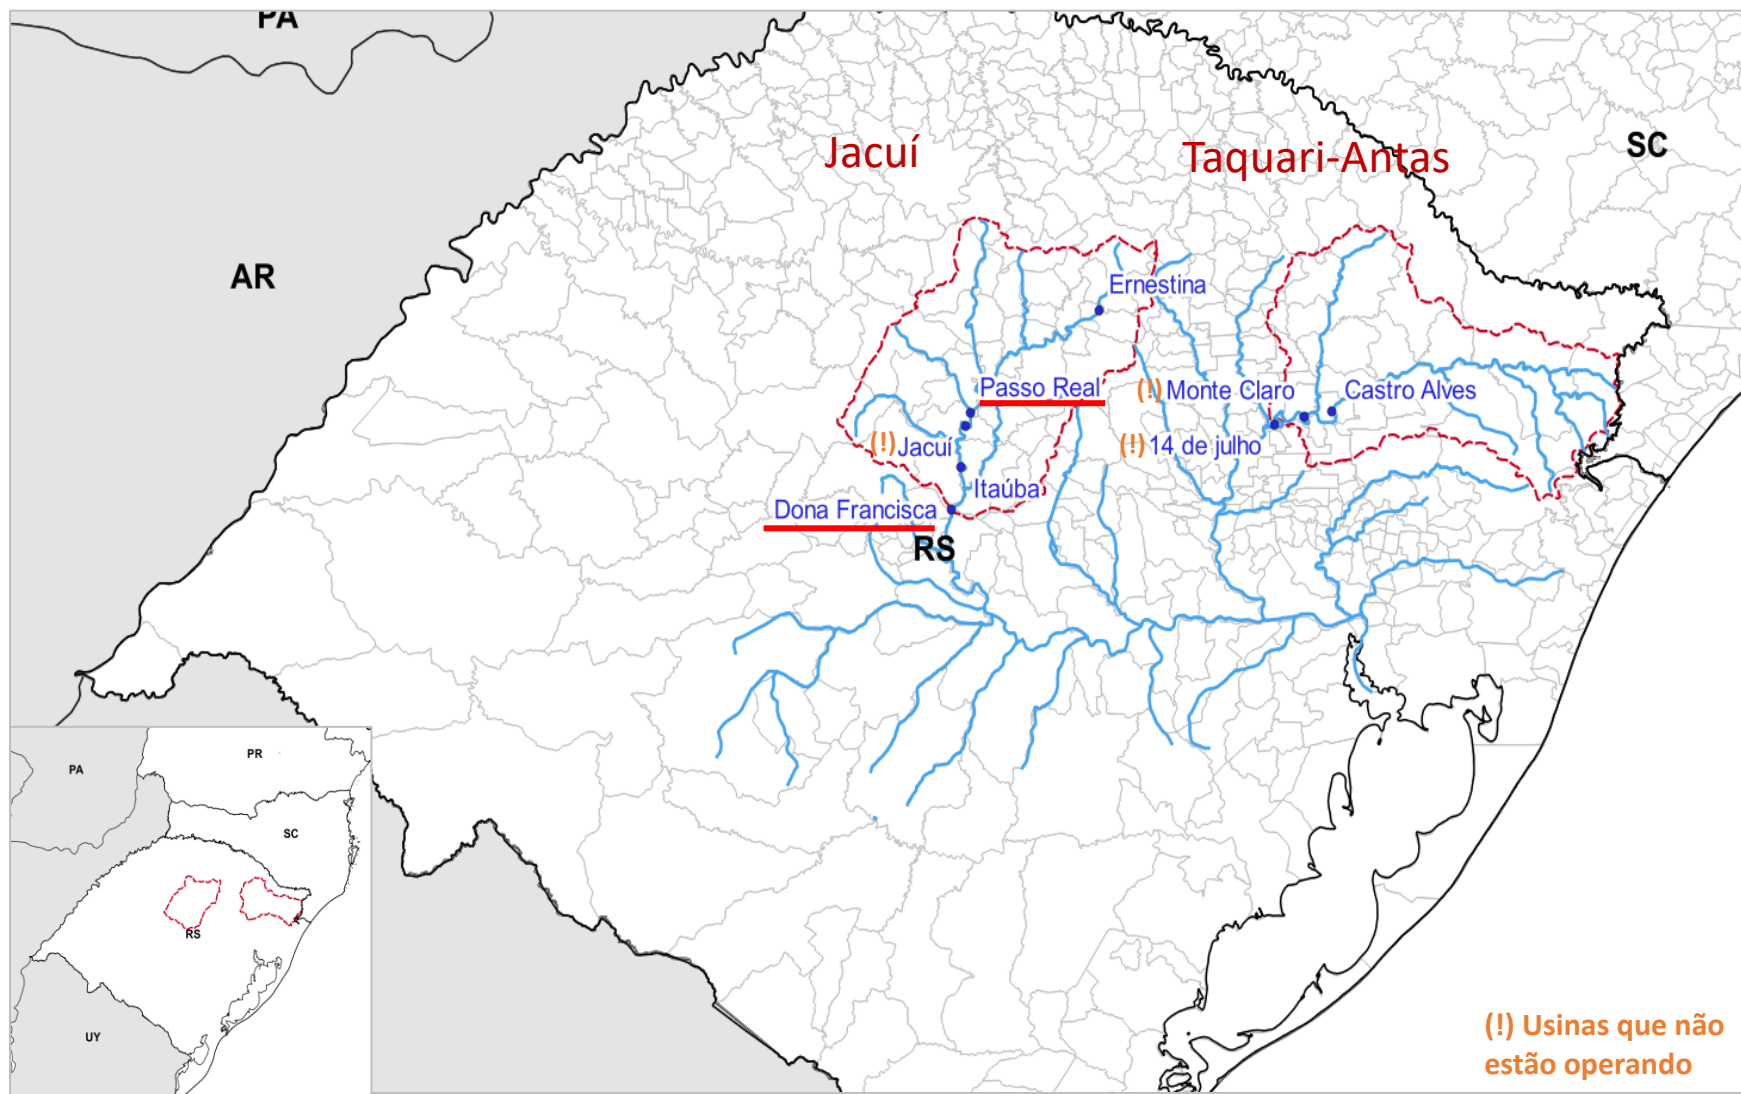 PA
Jacuí
Taquari-Antas
SC
AR
Ernestina
Passo Real
(!) Monte Claro
Castro Alves
(!) Jacuí
(!) 14 de julho
Itaúba
Dona Francisca
RS
PR
PA
SC
RS
UY
(!) Usinas que não
estão operando